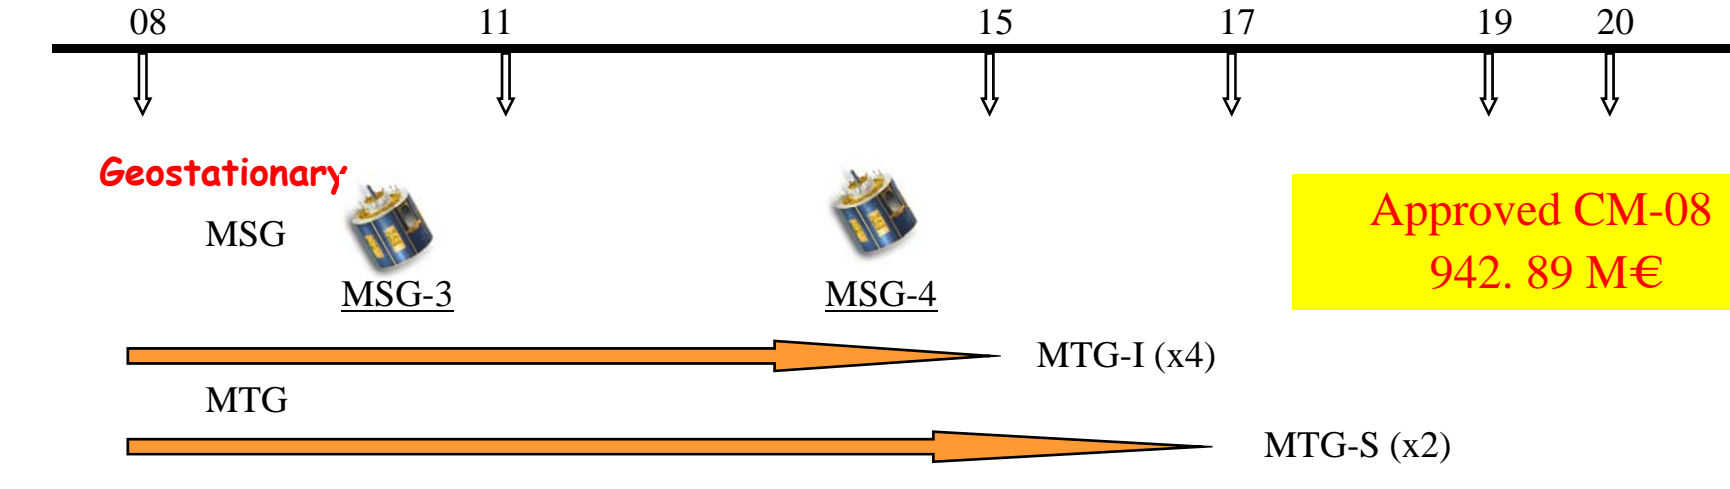 08 11 15 17 19 20
Geostationary
MSG
Approved CM-08
942. 89 M€
MSG-3 MSG-4
MTG-I (x4)
MTG
MTG-S (x2)